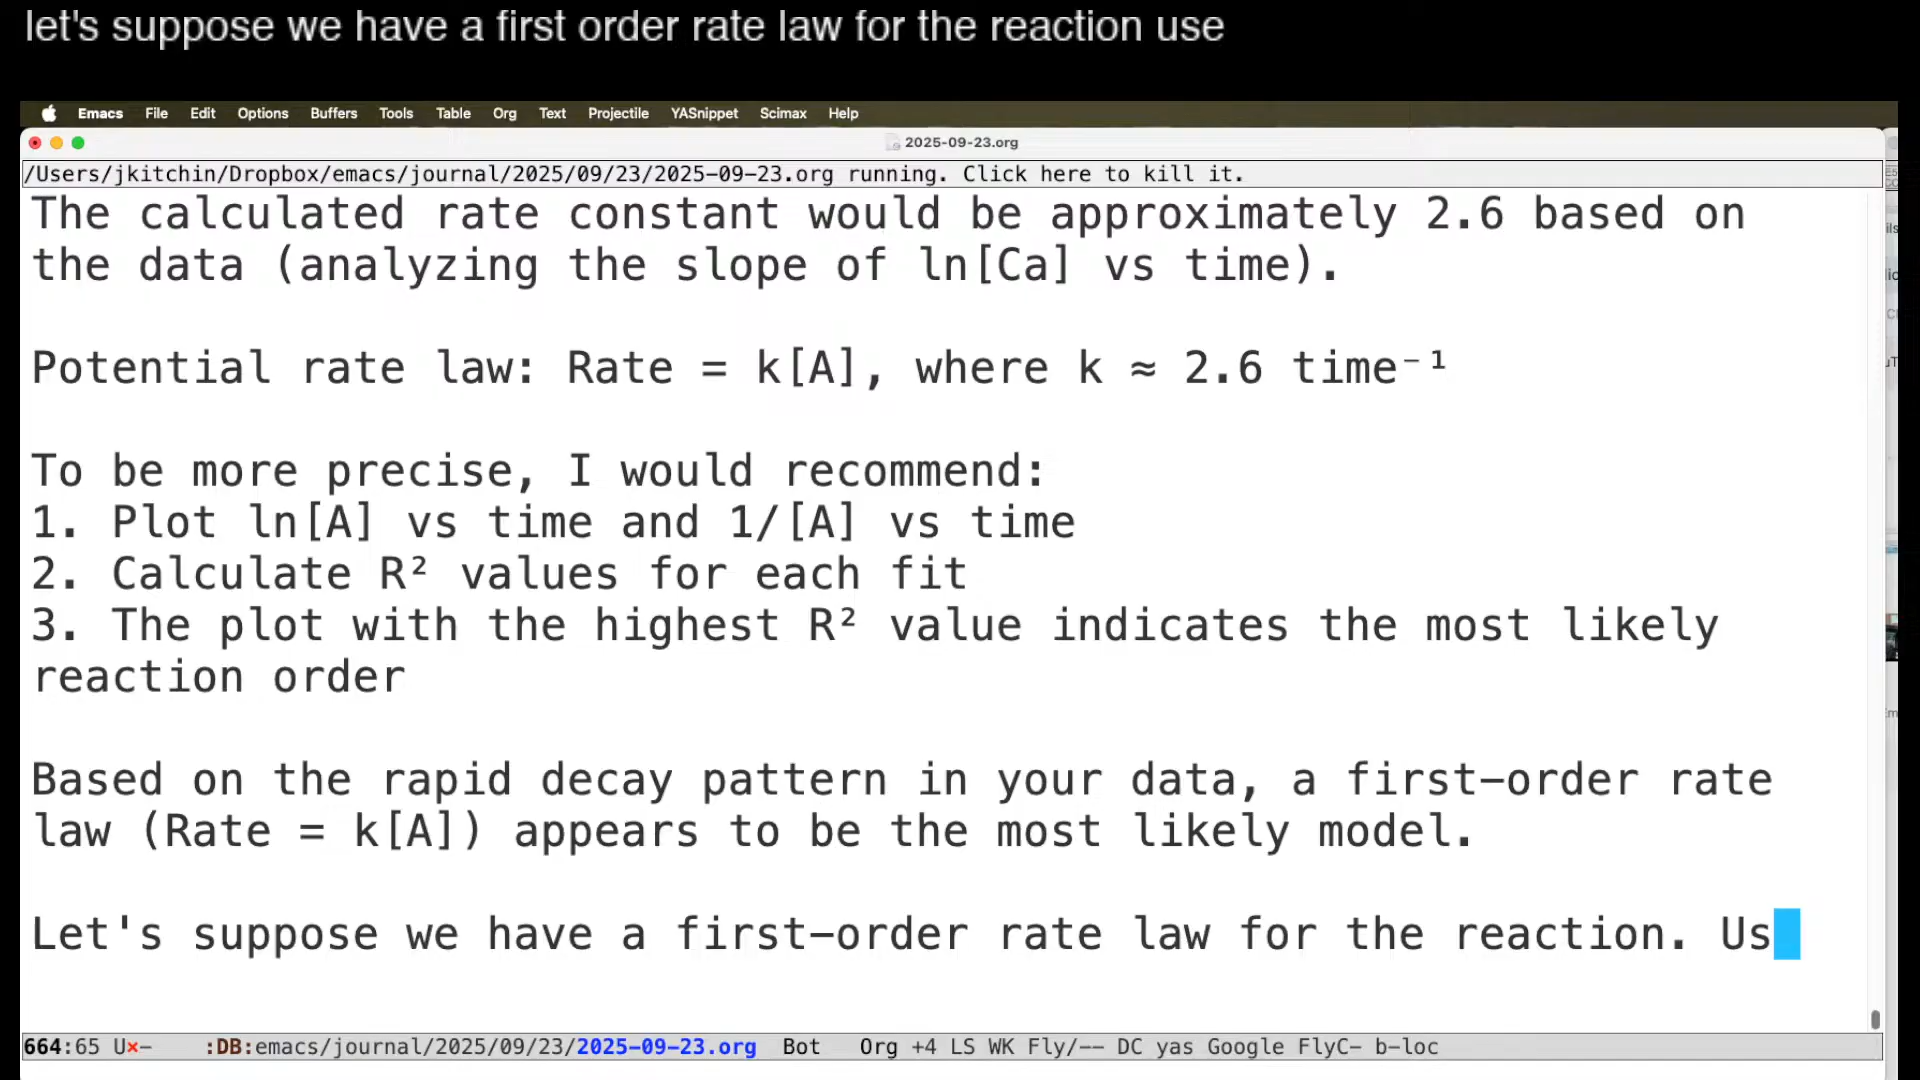 let's suppose we have a first order rate law for the reaction use
Emacs File Edit Options Buffers Tools Table Org Text Projectile YASnippet Scimax Help
2025-09-23.org
/Users/jkitchin/Dropbox/emacs/journal/2025/09/23/2025-09-23.org running. Click here to kill it.
The calculated rate constant would be approximately 2.6 based on
the data (analyzing the slope of ln[Ca] vs time).
Potential rate law: Rate = k[A], where k ≈ 2.6 time⁻¹
To be more precise, I would recommend:
1. Plot ln[A] vs time and 1/[A] vs time
2. Calculate R² values for each fit
3. The plot with the highest R² value indicates the most likely
reaction order
Based on the rapid decay pattern in your data, a first-order rate
law (Rate = k[A]) appears to be the most likely model.
Let's suppose we have a first-order rate law for the reaction. Us
664:65 U×– :DB:emacs/journal/2025/09/23/2025-09-23.org Bot Org +4 LS WK Fly/-- DC yas Google FlyC- b-loc